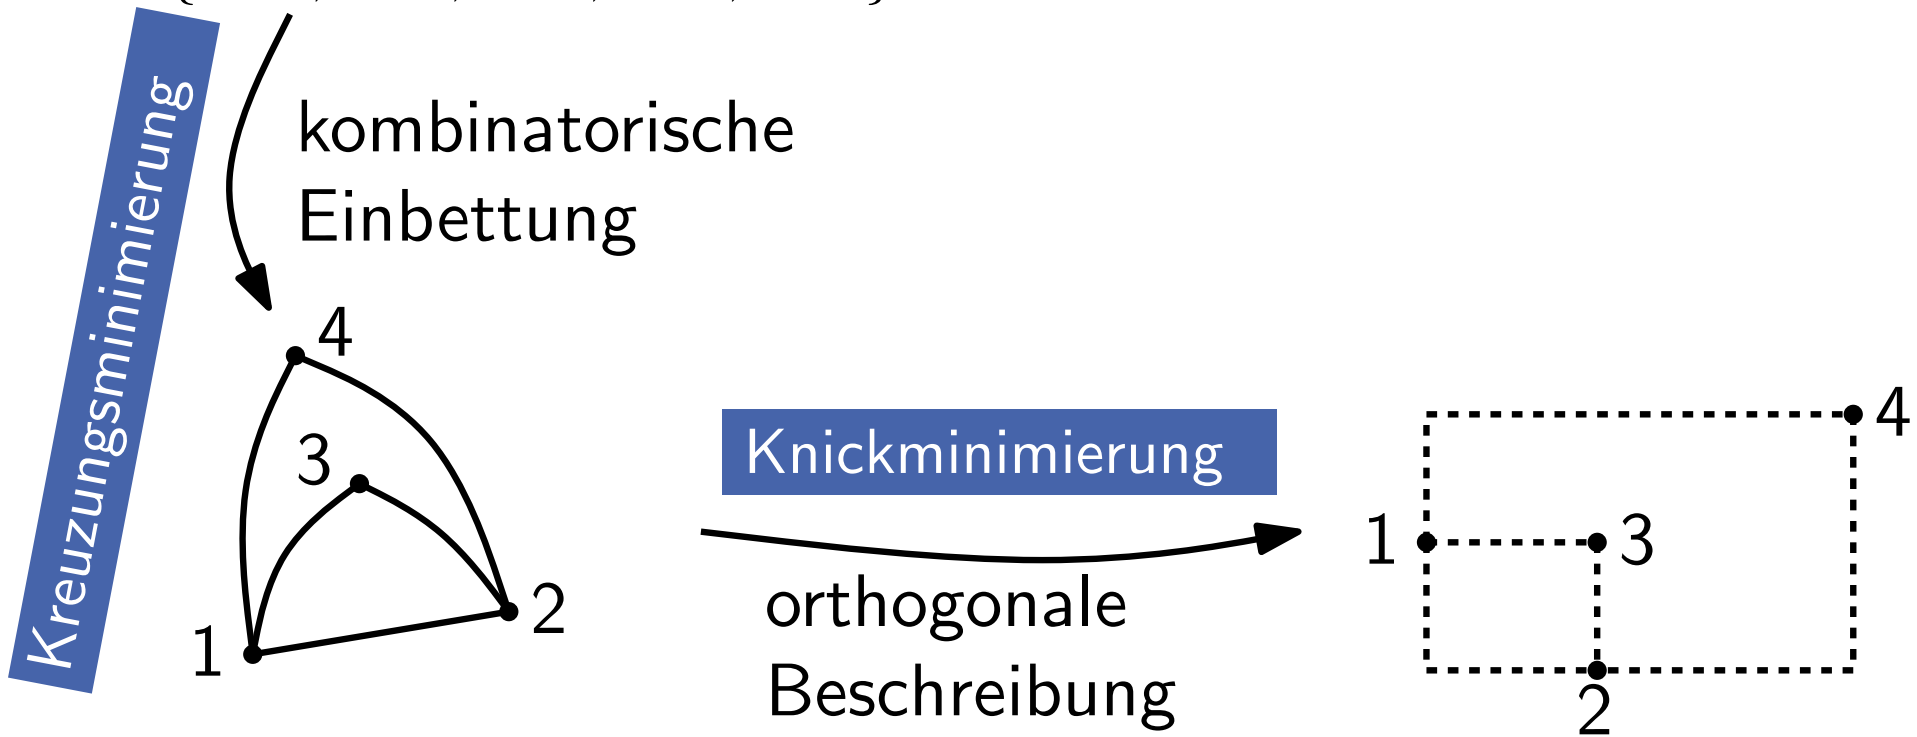 Kreuzungsminimierung
kombinatorische
Einbettung
4
3
2
1
Knickminimierung
orthogonale
Beschreibung
4
1
3
2